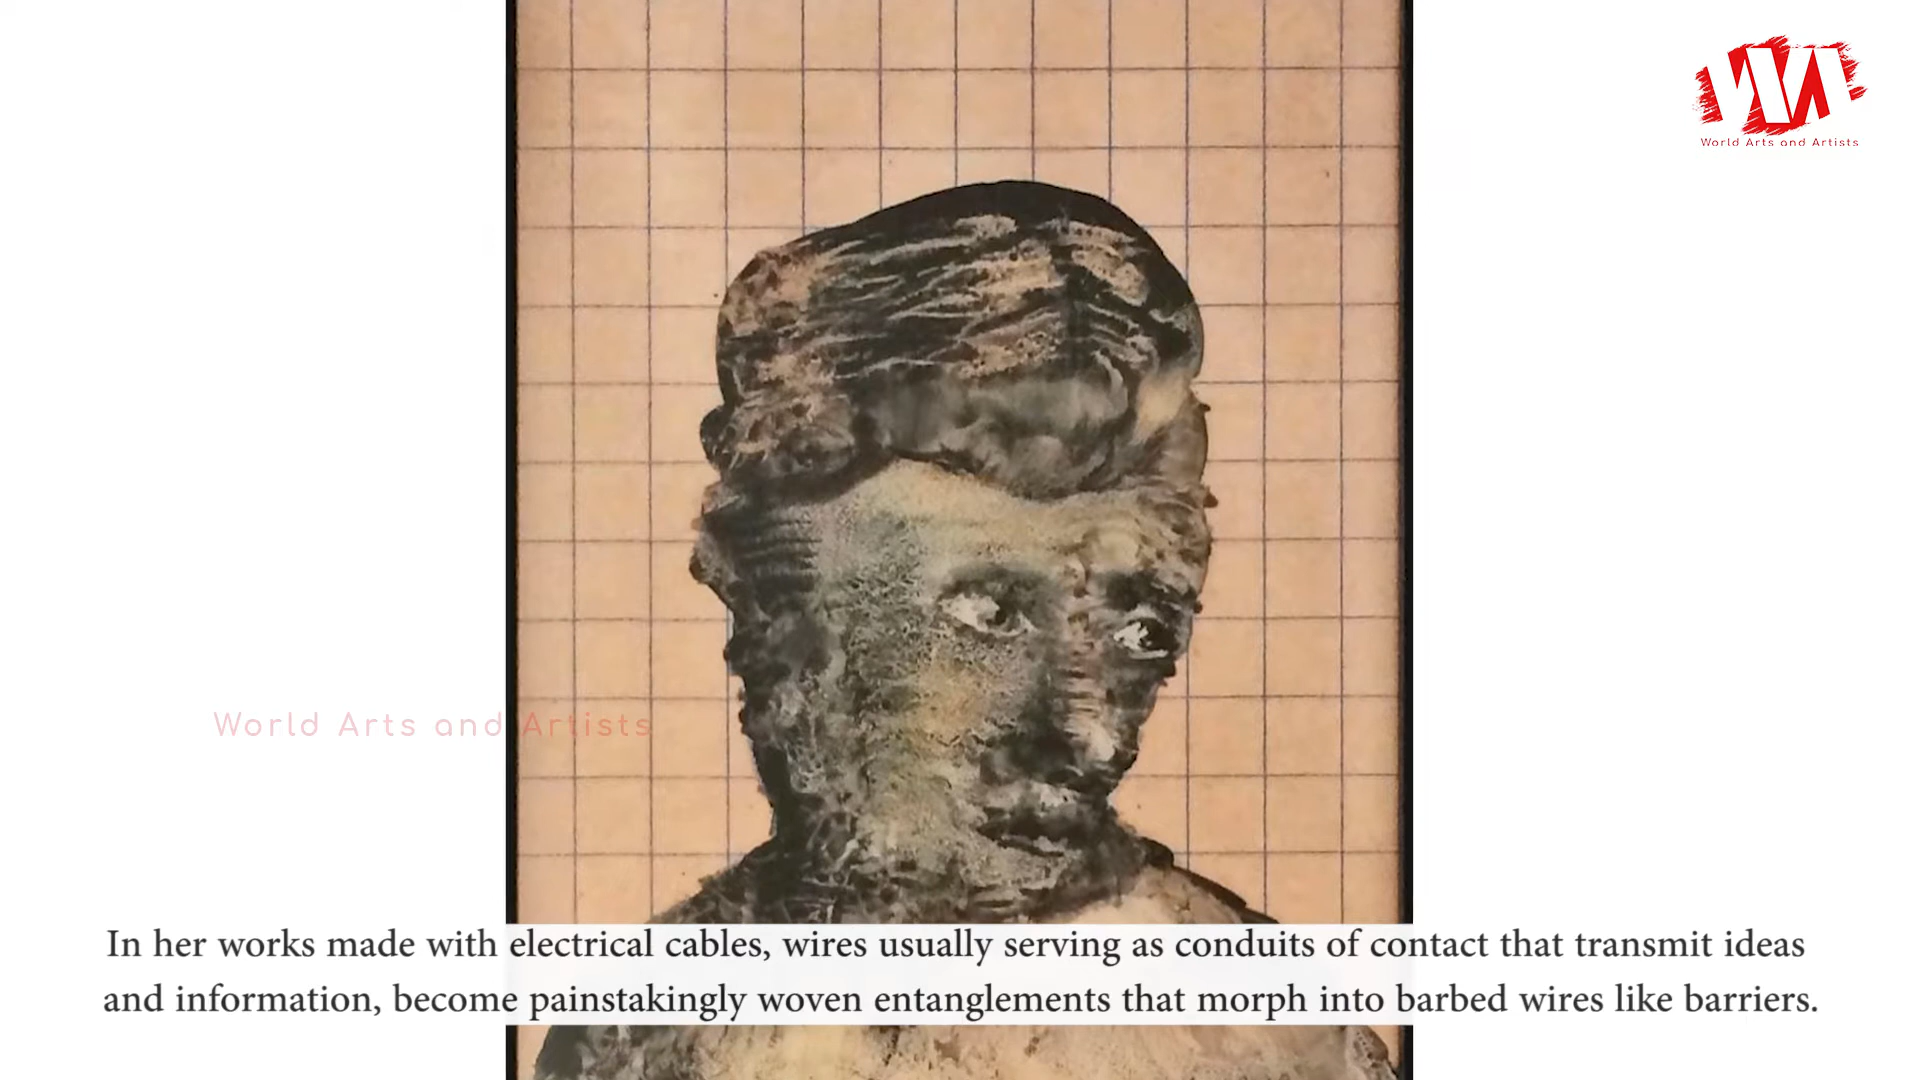 World Arts and Artists
World Arts and Artists
In her works made with electrical cables, wires usually serving as conduits of contact that transmit ideas
and information, become painstakingly woven entanglements that morph into barbed wires like barriers.